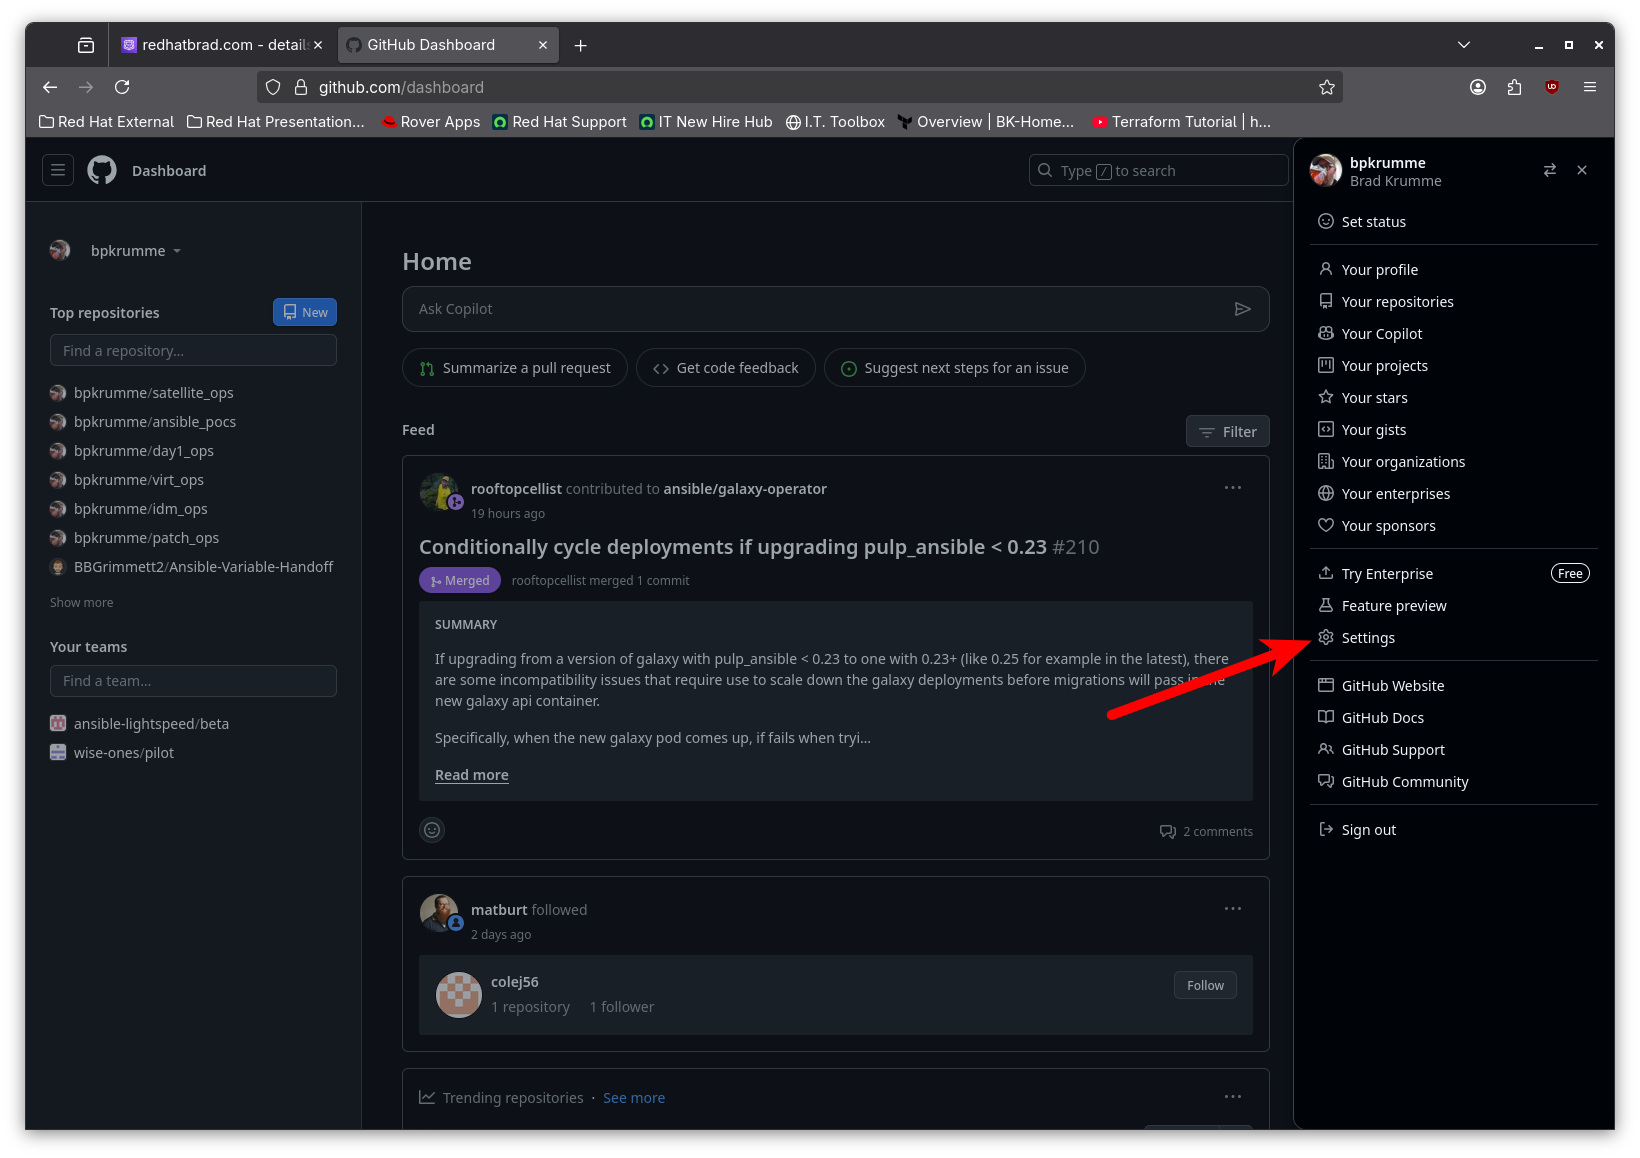 redhatbrad.com - details
GitHub Dashboard
github.com/dashboard
Red Hat External
Red Hat Presentation...
Rover Apps
Red Hat Support
IT New Hire Hub
I.T. Toolbox
Overview | BK-Home...
Terraform Tutorial | h...
Dashboard
Type / to search
bpkrumme
Top repositories
New
Find a repository...
bpkrumme/satellite_ops
bpkrumme/ansible_pocs
bpkrumme/day1_ops
bpkrumme/virt_ops
bpkrumme/idm_ops
bpkrumme/patch_ops
BBGrimmett2/Ansible-Variable-Handoff
Show more
Your teams
Find a team...
ansible-lightspeed/beta
wise-ones/pilot
Home
Ask Copilot
Summarize a pull request
Get code feedback
Suggest next steps for an issue
Feed
Filter
rooftopcellist contributed to ansible/galaxy-operator
19 hours ago
Conditionally cycle deployments if upgrading pulp_ansible < 0.23 #210
Merged
rooftopcellist merged 1 commit
SUMMARY
If upgrading from a version of galaxy with pulp_ansible < 0.23 to one with 0.23+ (like 0.25 for example in the latest), there
are some incompatibility issues that require use to scale down the galaxy deployments before migrations will pass in the
new galaxy api container.
Specifically, when the new galaxy pod comes up, if fails when tryi...
Read more
2 comments
matburt followed
2 days ago
colej56
1 repository
1 follower
Follow
Trending repositories · See more
bpkrumme
Brad Krumme
Set status
Your profile
Your repositories
Your Copilot
Your projects
Your stars
Your gists
Your organizations
Your enterprises
Your sponsors
Try Enterprise
Free
Feature preview
Settings
GitHub Website
GitHub Docs
GitHub Support
GitHub Community
Sign out